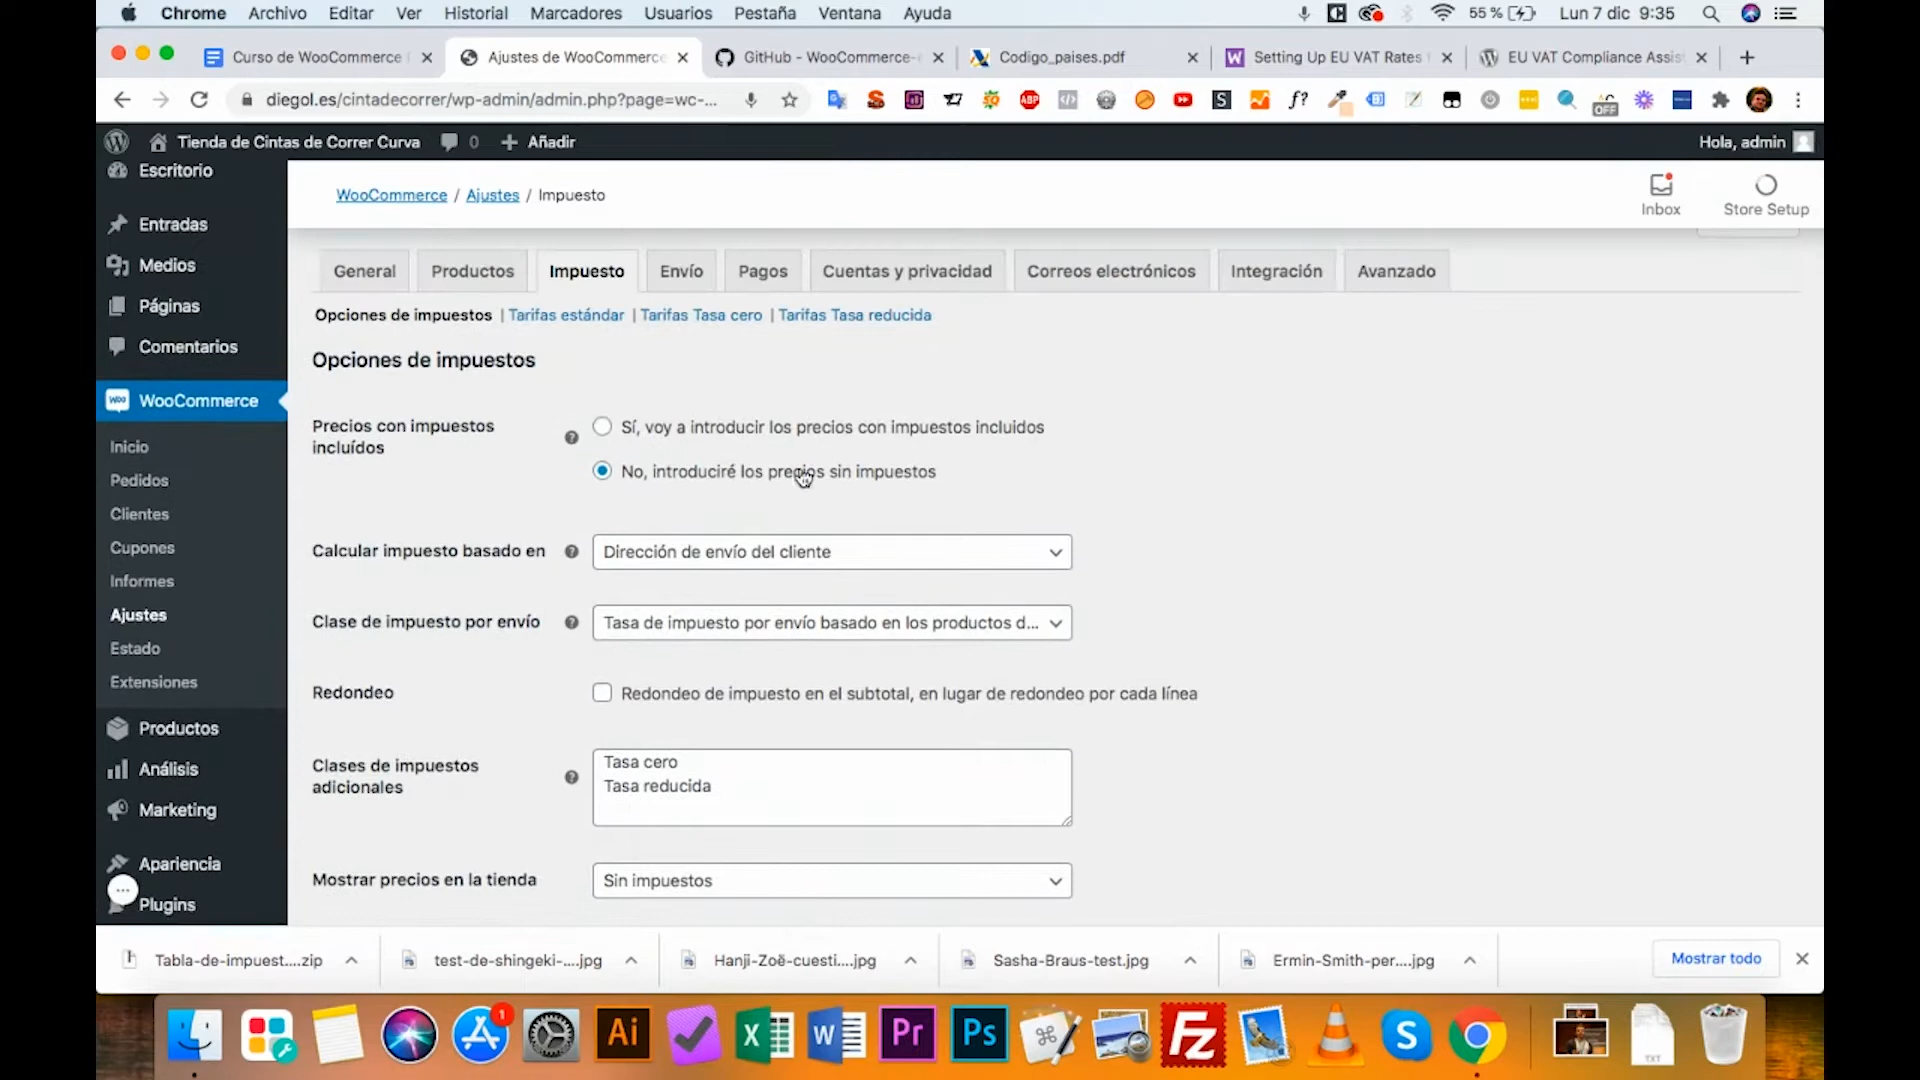 Chrome Archivo Editar Ver Historial Marcadores Usuarios Pestaña Ventana Ayuda 55 % Lun 7 dic 9:35
Curso de WooCommerce Ajustes de WooCommerce GitHub - WooCommerce- Codigo_paises.pdf Setting Up EU VAT Rates EU VAT Compliance Assis
diegol.es/cintadecorrer/wp-admin/admin.php?page=wc-... ABP S f? OFF
Tienda de Cintas de Correr Curva 0 Añadir Hola, admin
Escritorio
Entradas
Medios
Páginas
Comentarios
Woo WooCommerce
Inicio
Pedidos
Clientes
Cupones
Informes
Ajustes
Estado
Extensiones
Productos
Análisis
Marketing
Apariencia
Plugins
WooCommerce / Ajustes / Impuesto
Inbox Store Setup
General Productos Impuesto Envío Pagos Cuentas y privacidad Correos electrónicos Integración Avanzado
Opciones de impuestos | Tarifas estándar | Tarifas Tasa cero | Tarifas Tasa reducida
Opciones de impuestos
Precios con impuestos
incluídos
Sí, voy a introducir los precios con impuestos incluidos
No, introduciré los precios sin impuestos
Calcular impuesto basado en Dirección de envío del cliente
Clase de impuesto por envío Tasa de impuesto por envío basado en los productos d...
Redondeo Redondeo de impuesto en el subtotal, en lugar de redondeo por cada línea
Clases de impuestos
adicionales
Tasa cero
Tasa reducida
Mostrar precios en la tienda Sin impuestos
Tabla-de-impuest....zip test-de-shingeki-....jpg Hanji-Zoë-cuesti....jpg Sasha-Braus-test.jpg Ermin-Smith-per....jpg Mostrar todo
1 Ai X W Pr Ps FZ S TXT